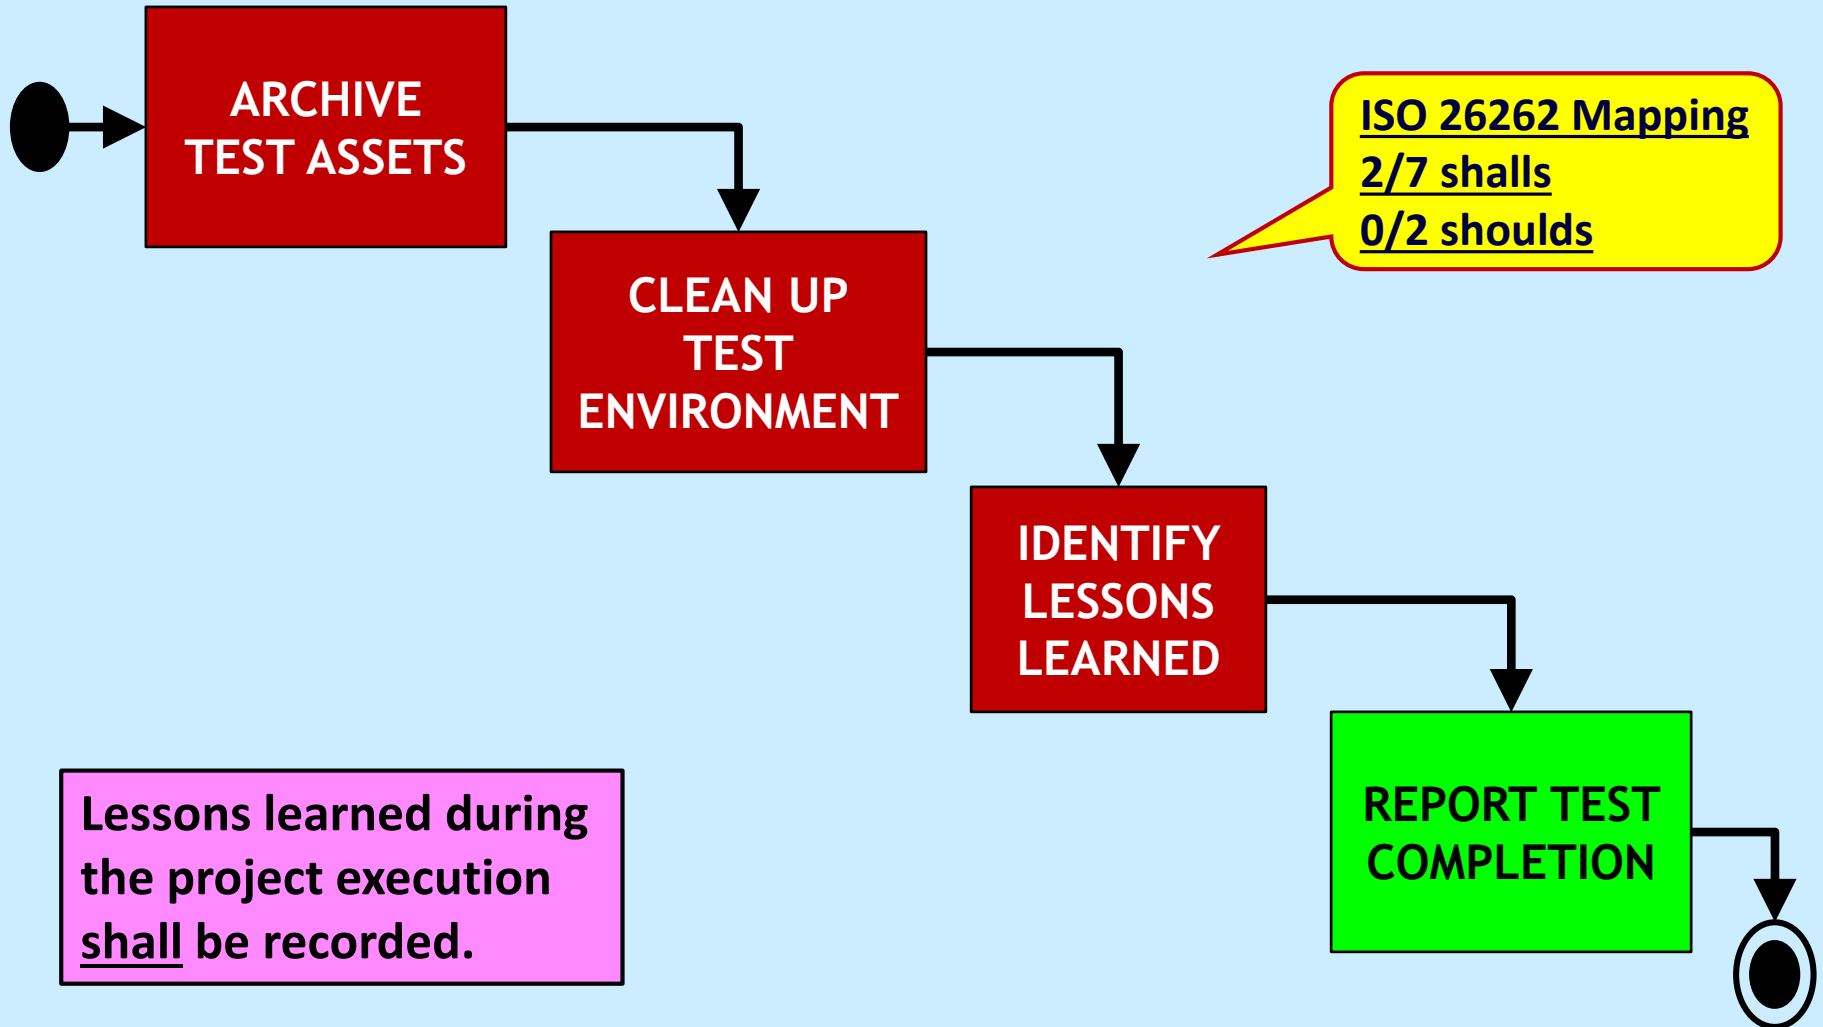 ARCHIVE
TEST ASSETS
ISO 26262 Mapping
2/7 shalls
0/2 shoulds
CLEAN UP
TEST
ENVIRONMENT
IDENTIFY
LESSONS
LEARNED
REPORT TEST
COMPLETION
Lessons learned during
the project execution
shall be recorded.